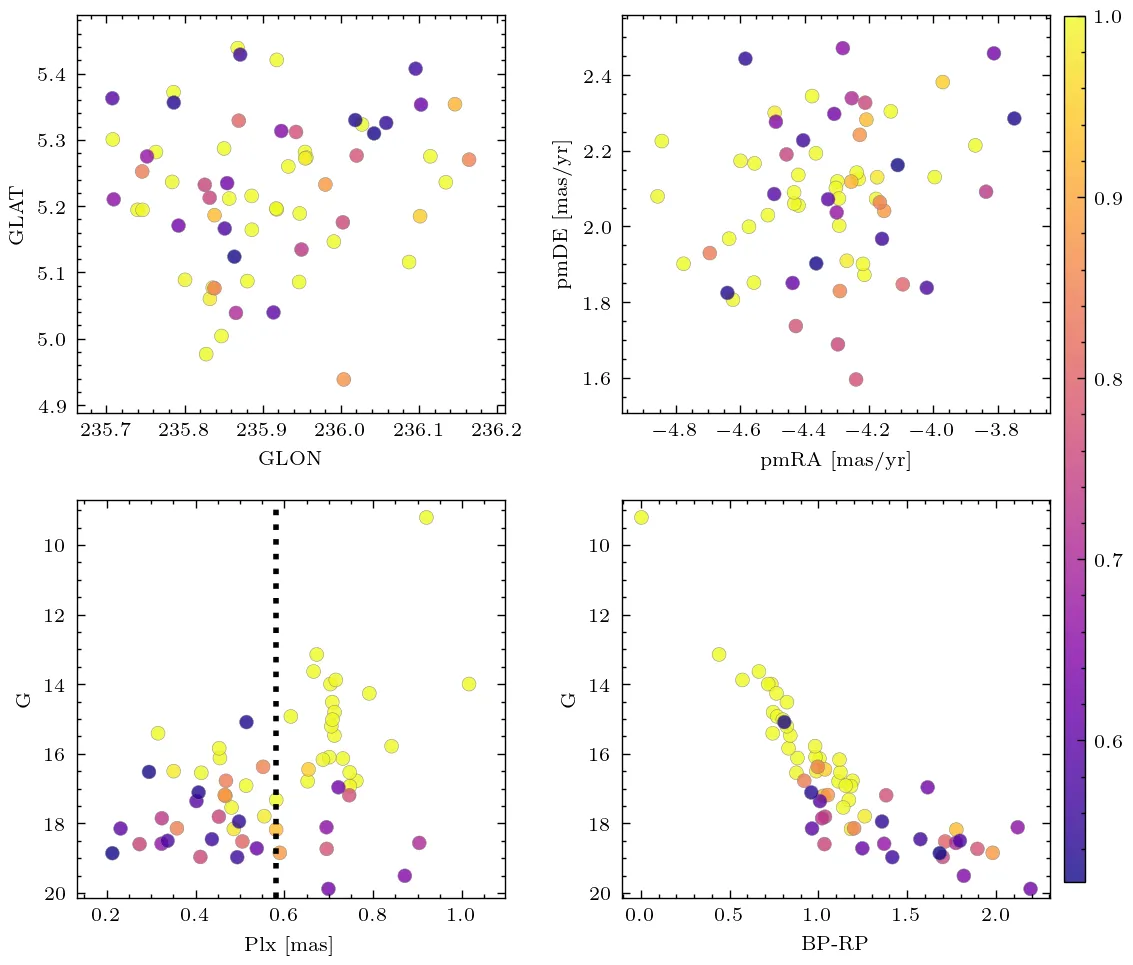 5.4
5.3
5.2
5.1
5.0
4.9
GLAT
235.7 235.8 235.9 236.0 236.1 236.2
GLON
2.4
2.2
2.0
1.8
1.6
pmDE [mas/yr]
−4.8 −4.6 −4.4 −4.2 −4.0 −3.8
pmRA [mas/yr]
1.0
0.9
0.8
0.7
0.6
10
12
14
16
18
20
G
0.2 0.4 0.6 0.8 1.0
Plx [mas]
10
12
14
16
18
20
G
0.0 0.5 1.0 1.5 2.0
BP-RP